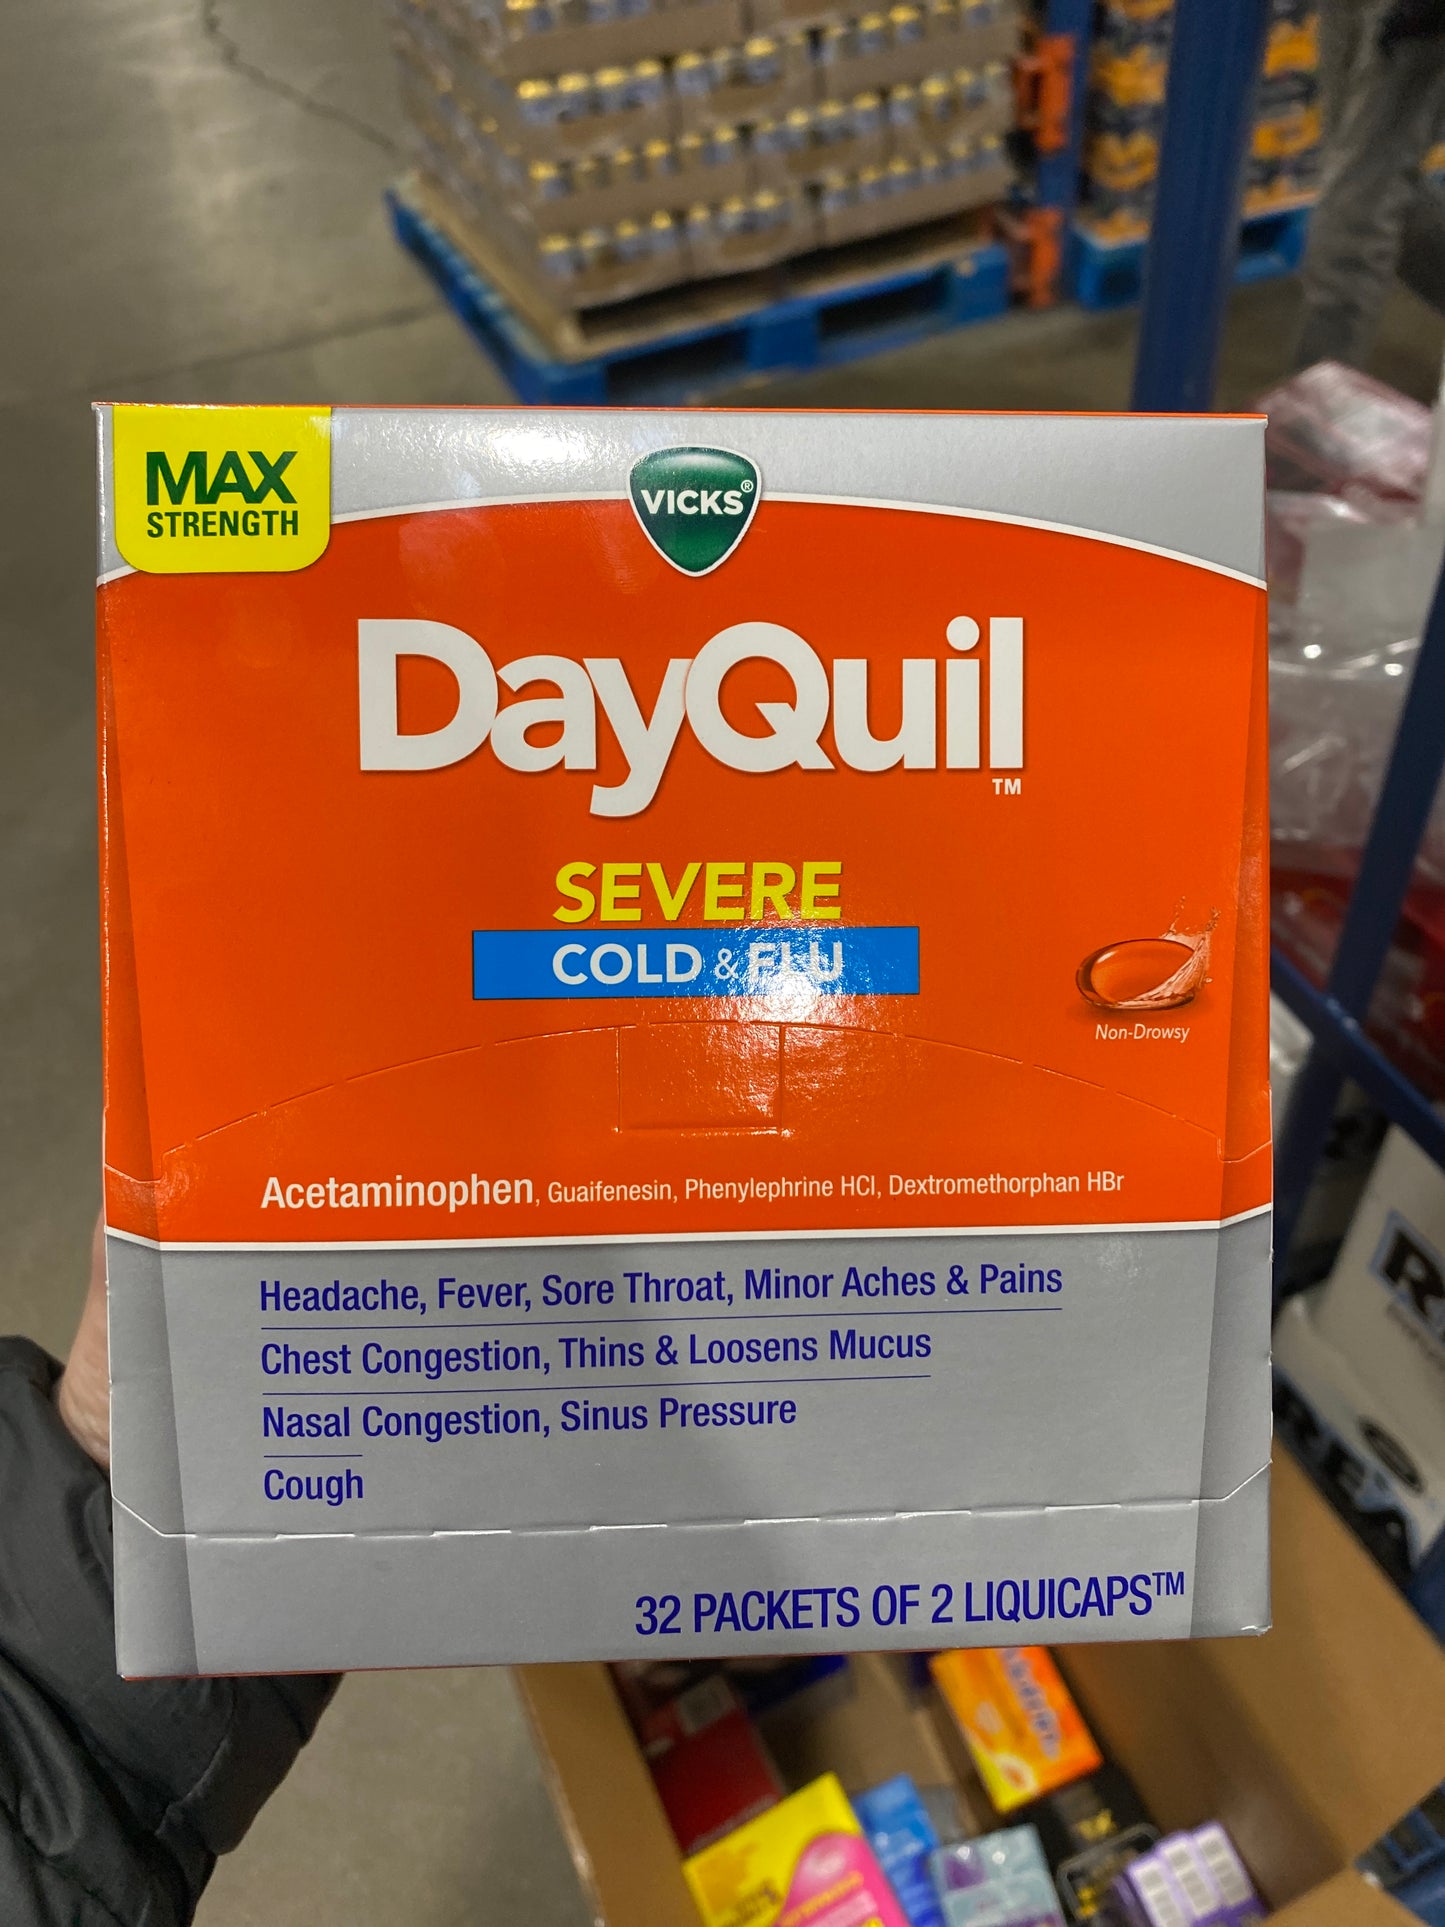 MAX
STRENGTH
VICKS®
DayQuil
TM
SEVERE
COLD & FLU
Non-Drowsy
Acetaminophen, Guaifenesin, Phenylephrine HCl, Dextromethorphan HBr
Headache, Fever, Sore Throat, Minor Aches & Pains
Chest Congestion, Thins & Loosens Mucus
Nasal Congestion, Sinus Pressure
Cough
32 PACKETS OF 2 LIQUICAPS™